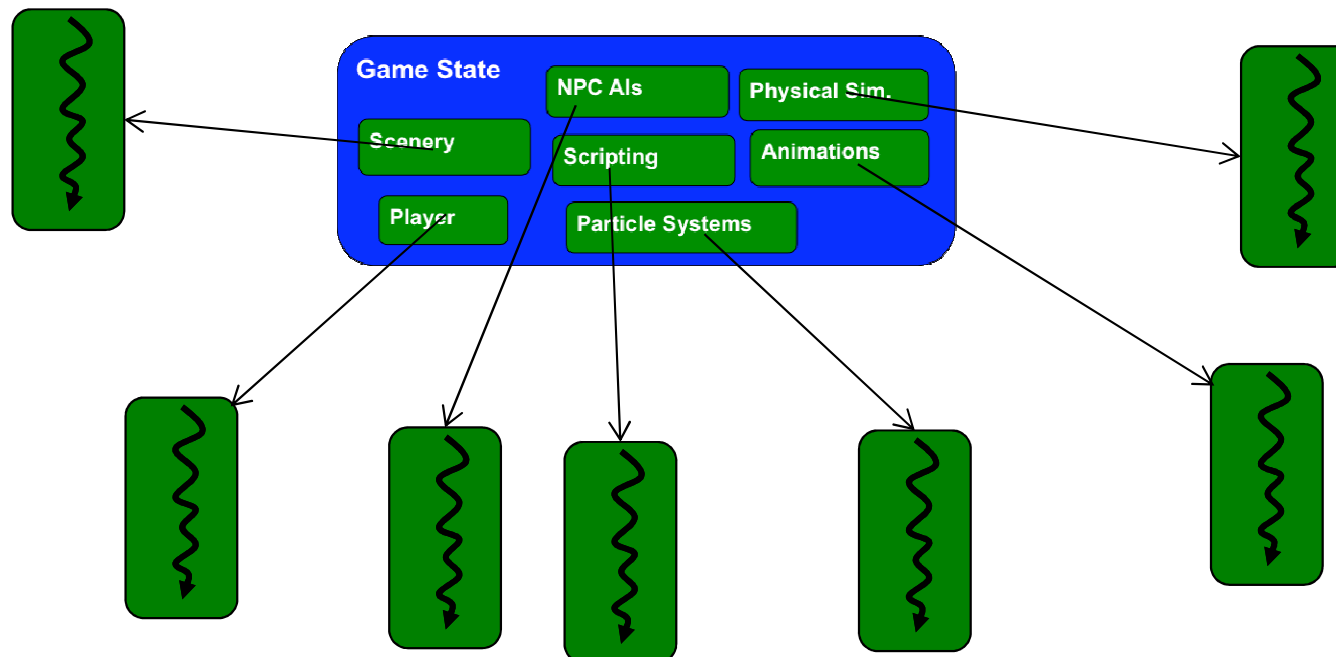 Game State
NPC AIs
Physical Sim.
Scenery
Scripting
Animations
Player
Particle Systems